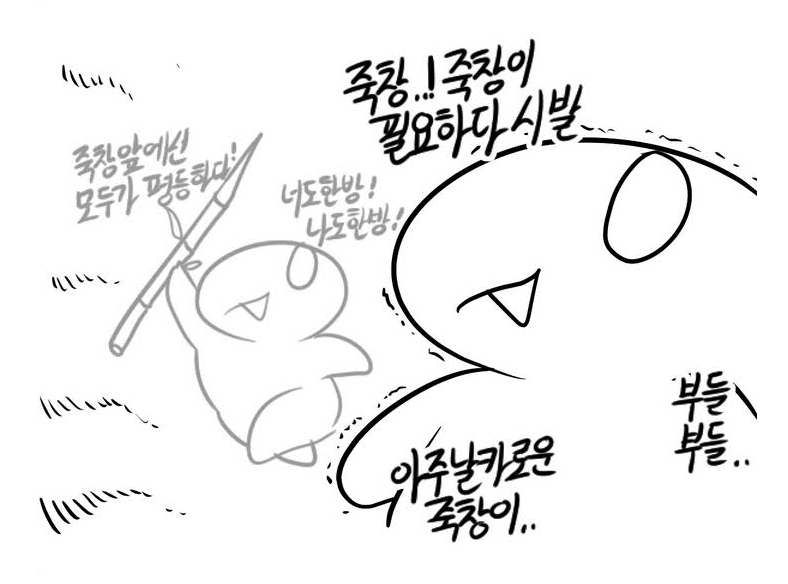 죽창..! 죽창이
필요하다 시발
죽창앞에선
모두가 평등하다!
너도한방!
나도한방!
부들
부들..
아주날카로운
죽창이..